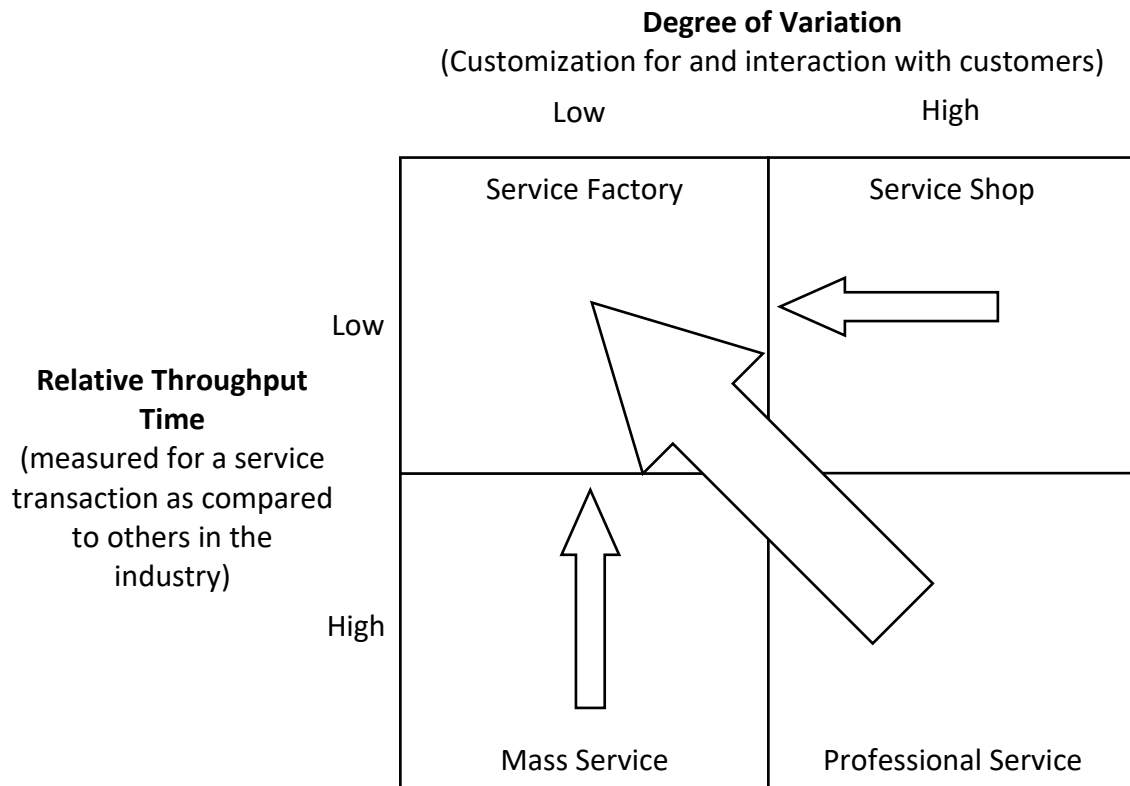 Degree of Variation
(Customization for and interaction with customers)
Low
High
Service Factory
Service Shop
Low
Relative Throughput
Time
(measured for a service
transaction as compared
to others in the
industry)
High
Mass Service
Professional Service